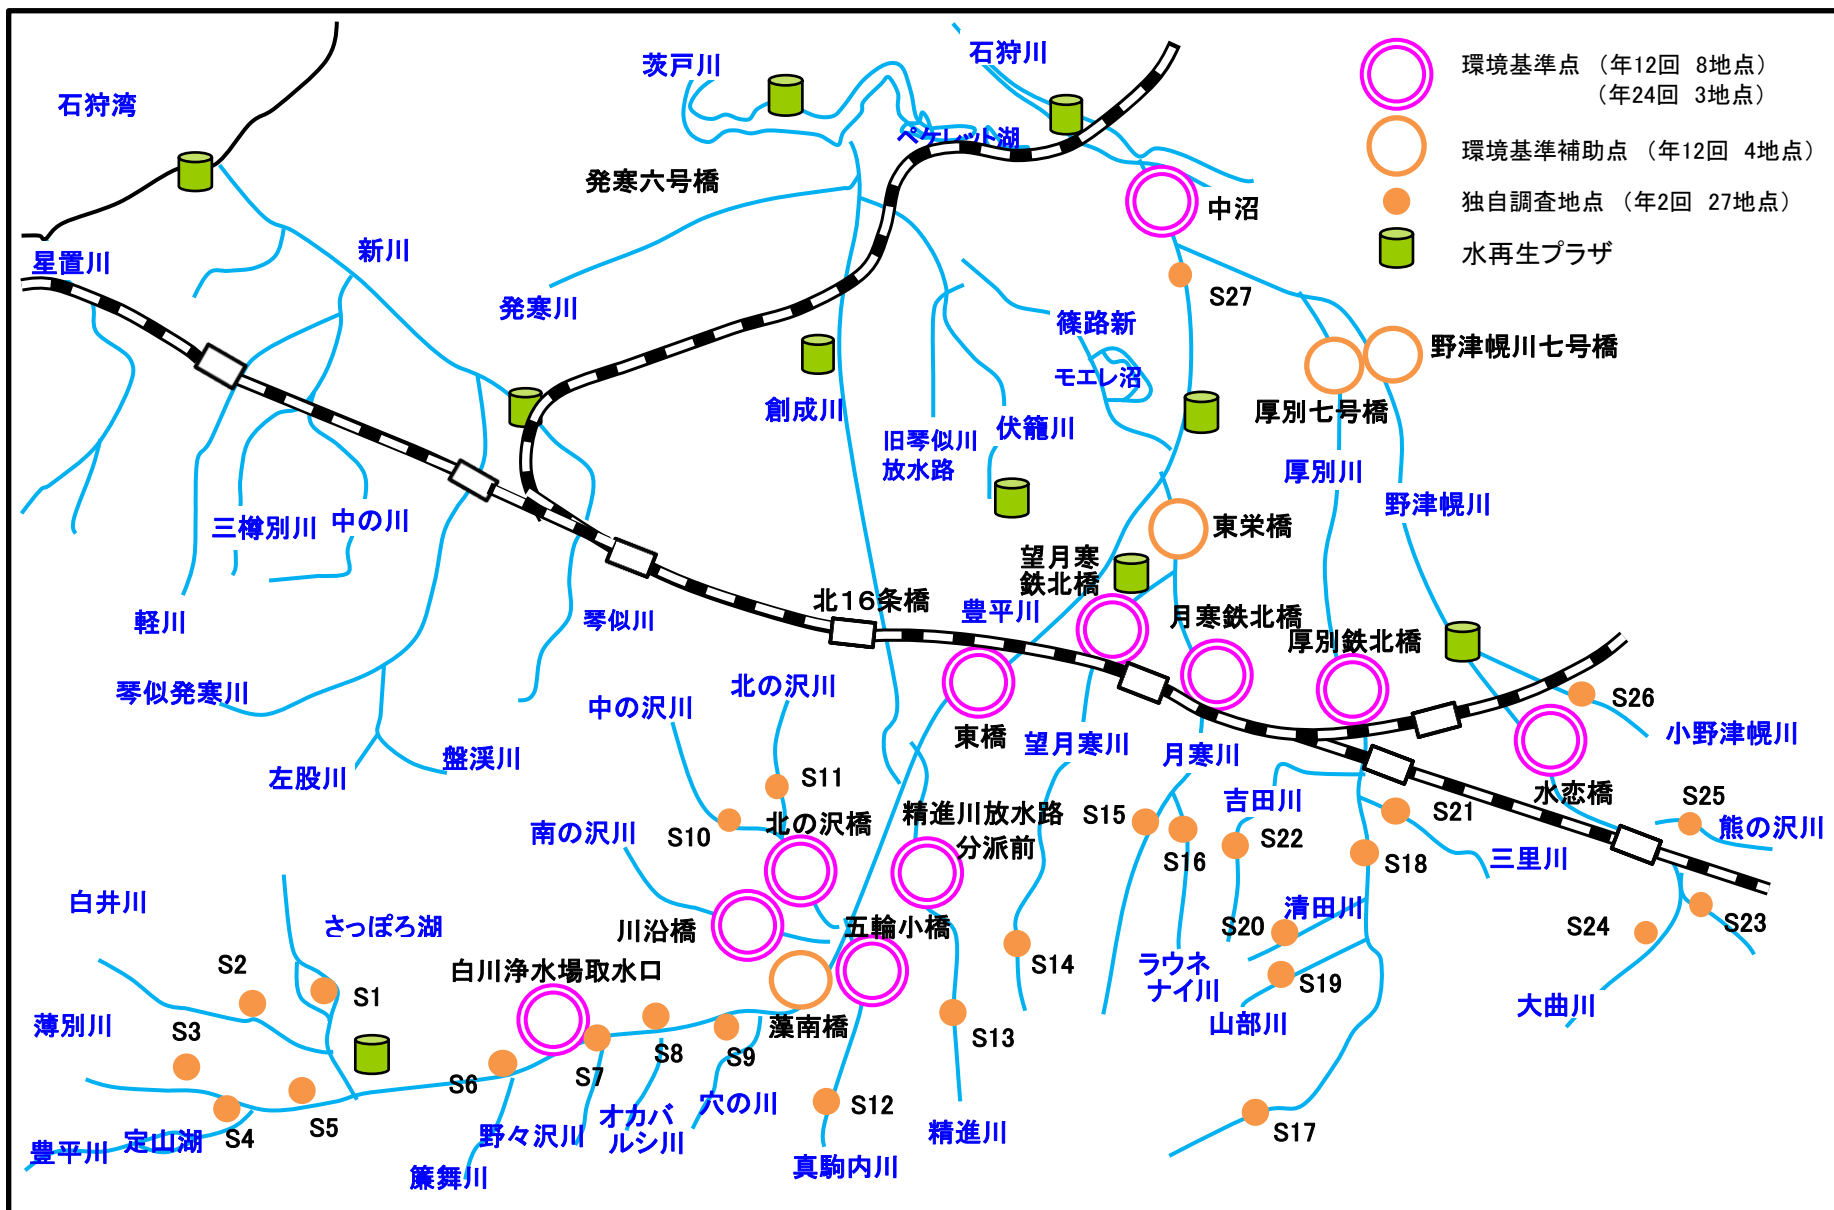 環境基準点 （年12回 8地点）
（年24回 3地点）
環境基準補助点 （年12回 4地点）
独自調査地点 （年2回 27地点）
水再生プラザ
石狩湾
茨戸川
石狩川
ペケレット湖
発寒六号橋
中沼
星置川
新川
発寒川
S27
篠路新
モエレ沼
野津幌川七号橋
厚別七号橋
創成川
旧琴似川
放水路
伏籠川
厚別川
野津幌川
三樽別川
中の川
東栄橋
望月寒
鉄北橋
軽川
琴似川
北16条橋
豊平川
月寒鉄北橋
厚別鉄北橋
琴似発寒川
中の沢川
北の沢川
東橋
望月寒川
月寒川
S26
小野津幌川
左股川
盤渓川
S11
吉田川
水恋橋
S25
熊の沢川
南の沢川
S10
北の沢橋
精進川放水路
分派前
S15
S16
S22
S21
S18
三里川
白井川
さっぽろ湖
川沿橋
五輪小橋
S20
清田川
S24
S23
S2
S1
白川浄水場取水口
S14
ラウネ
ナイ川
S19
大曲川
薄別川
S3
藻南橋
山部川
S6
S7
S8
S9
S13
豊平川
定山湖
S4
S5
簾舞川
野々沢川
オカバ
ルシ川
穴の川
S12
真駒内川
精進川
S17